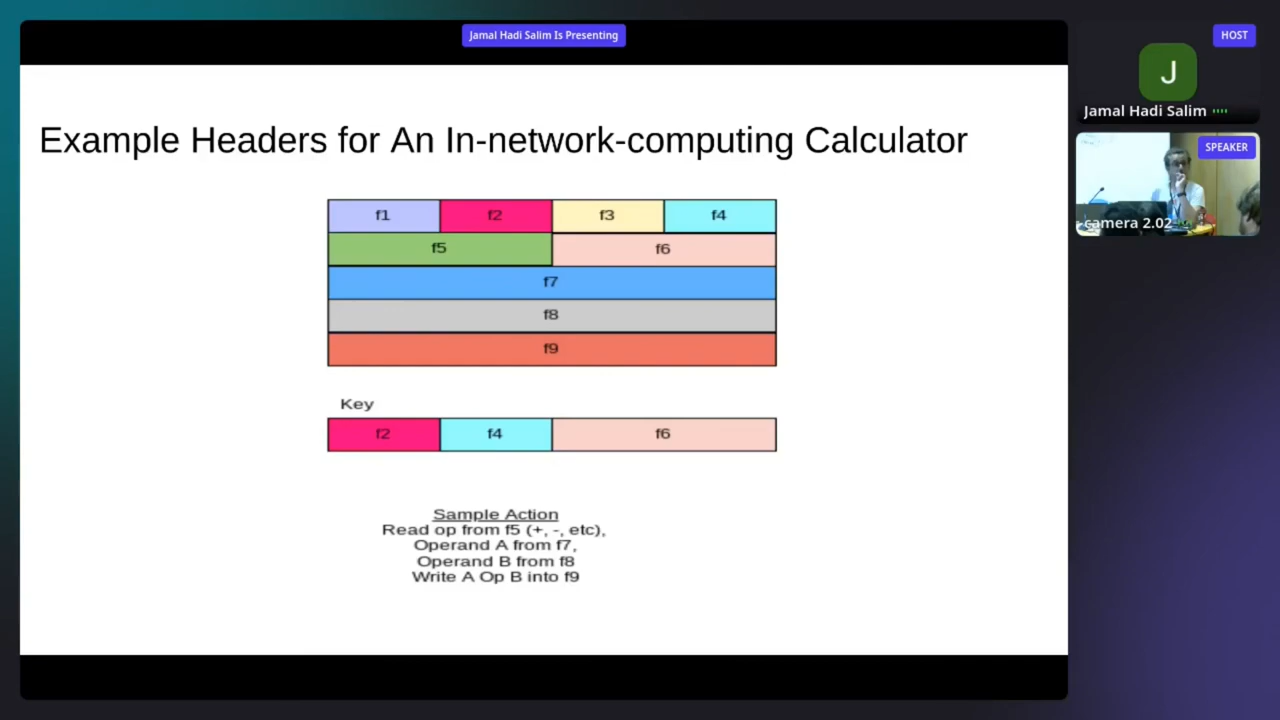 Jamal Hadi Salim Is Presenting
HOST
J
Jamal Hadi Salim
SPEAKER
camera 2.02
Example Headers for An In-network-computing Calculator
f1 f2 f3 f4
f5 f6
f7
f8
f9
Key
f2 f4 f6
Sample Action
Read op from f5 (+, -, etc),
Operand A from f7,
Operand B from f8
Write A Op B into f9